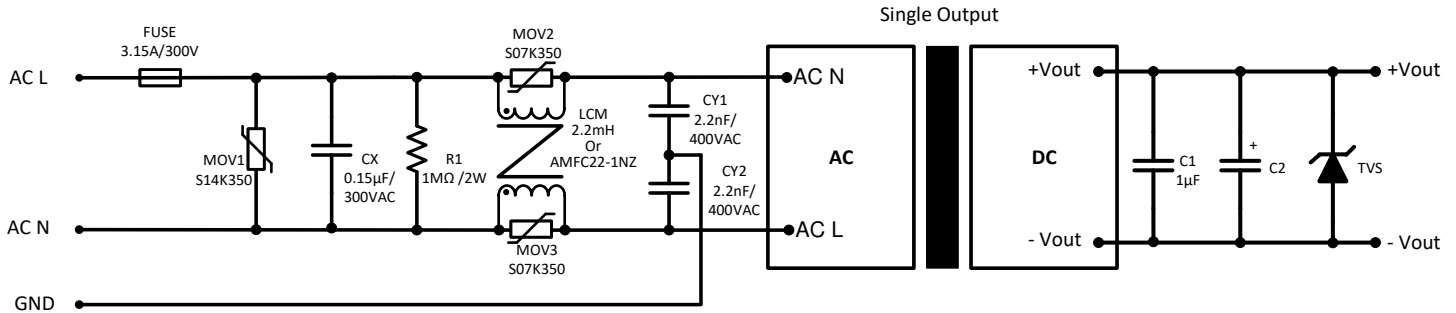 Single Output
FUSE
3.15A/300V
MOV2
S07K350
AC L
AC N
+Vout
+Vout
LCM
2.2mH
Or
AMFC22-1NZ
CY1
2.2nF/
400VAC
MOV1
S14K350
CX
0.15µF/
300VAC
R1
1MΩ /2W
AC
DC
C1
1µF
+
C2
TVS
CY2
2.2nF/
400VAC
AC N
AC L
- Vout
- Vout
MOV3
S07K350
GND